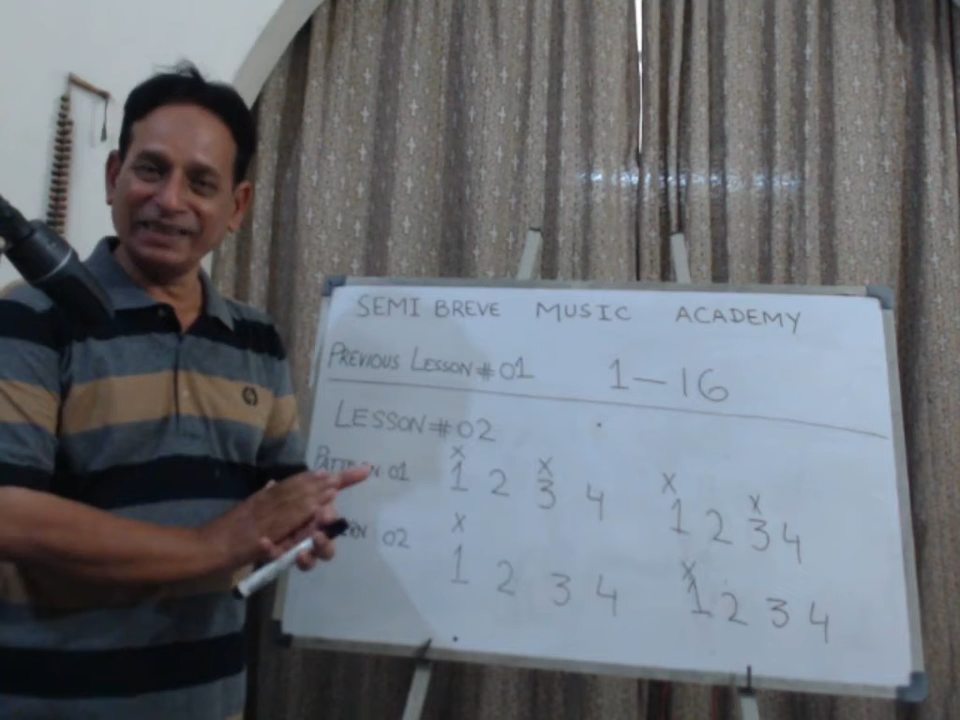 SEMI BREVE MUSIC ACADEMY
PREVIOUS LESSON # 01 1 — 16
LESSON # 02
PATTERN 01 1 2 3 4 1 2 3 4
02 1 2 3 4 1 2 3 4